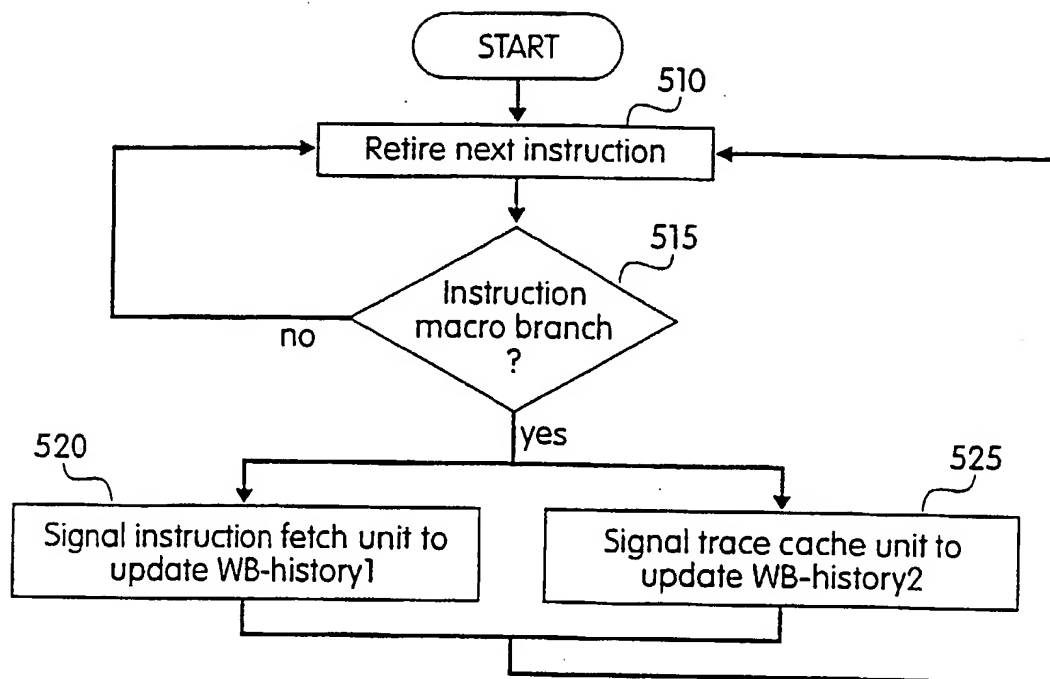 START
510
Retire next instruction
515
Instruction
macro branch
?
no
yes
520
525
Signal instruction fetch unit to
update WB-history1
Signal trace cache unit to
update WB-history2